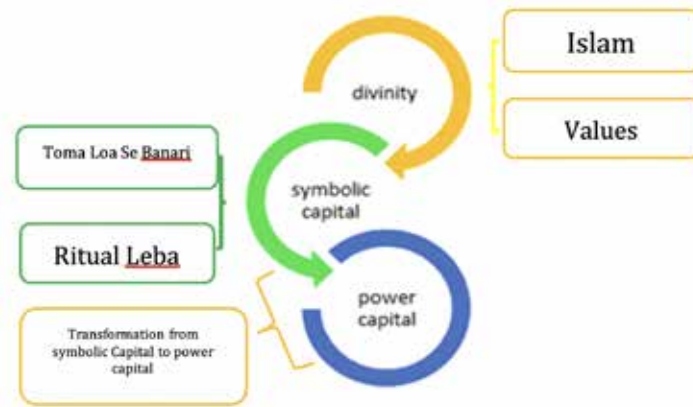 Islam
divinity
Values
Toma Loa Se Banari
symbolic
capital
Ritual Leba
power
capital
Transformation from
symbolic Capital to power
capital